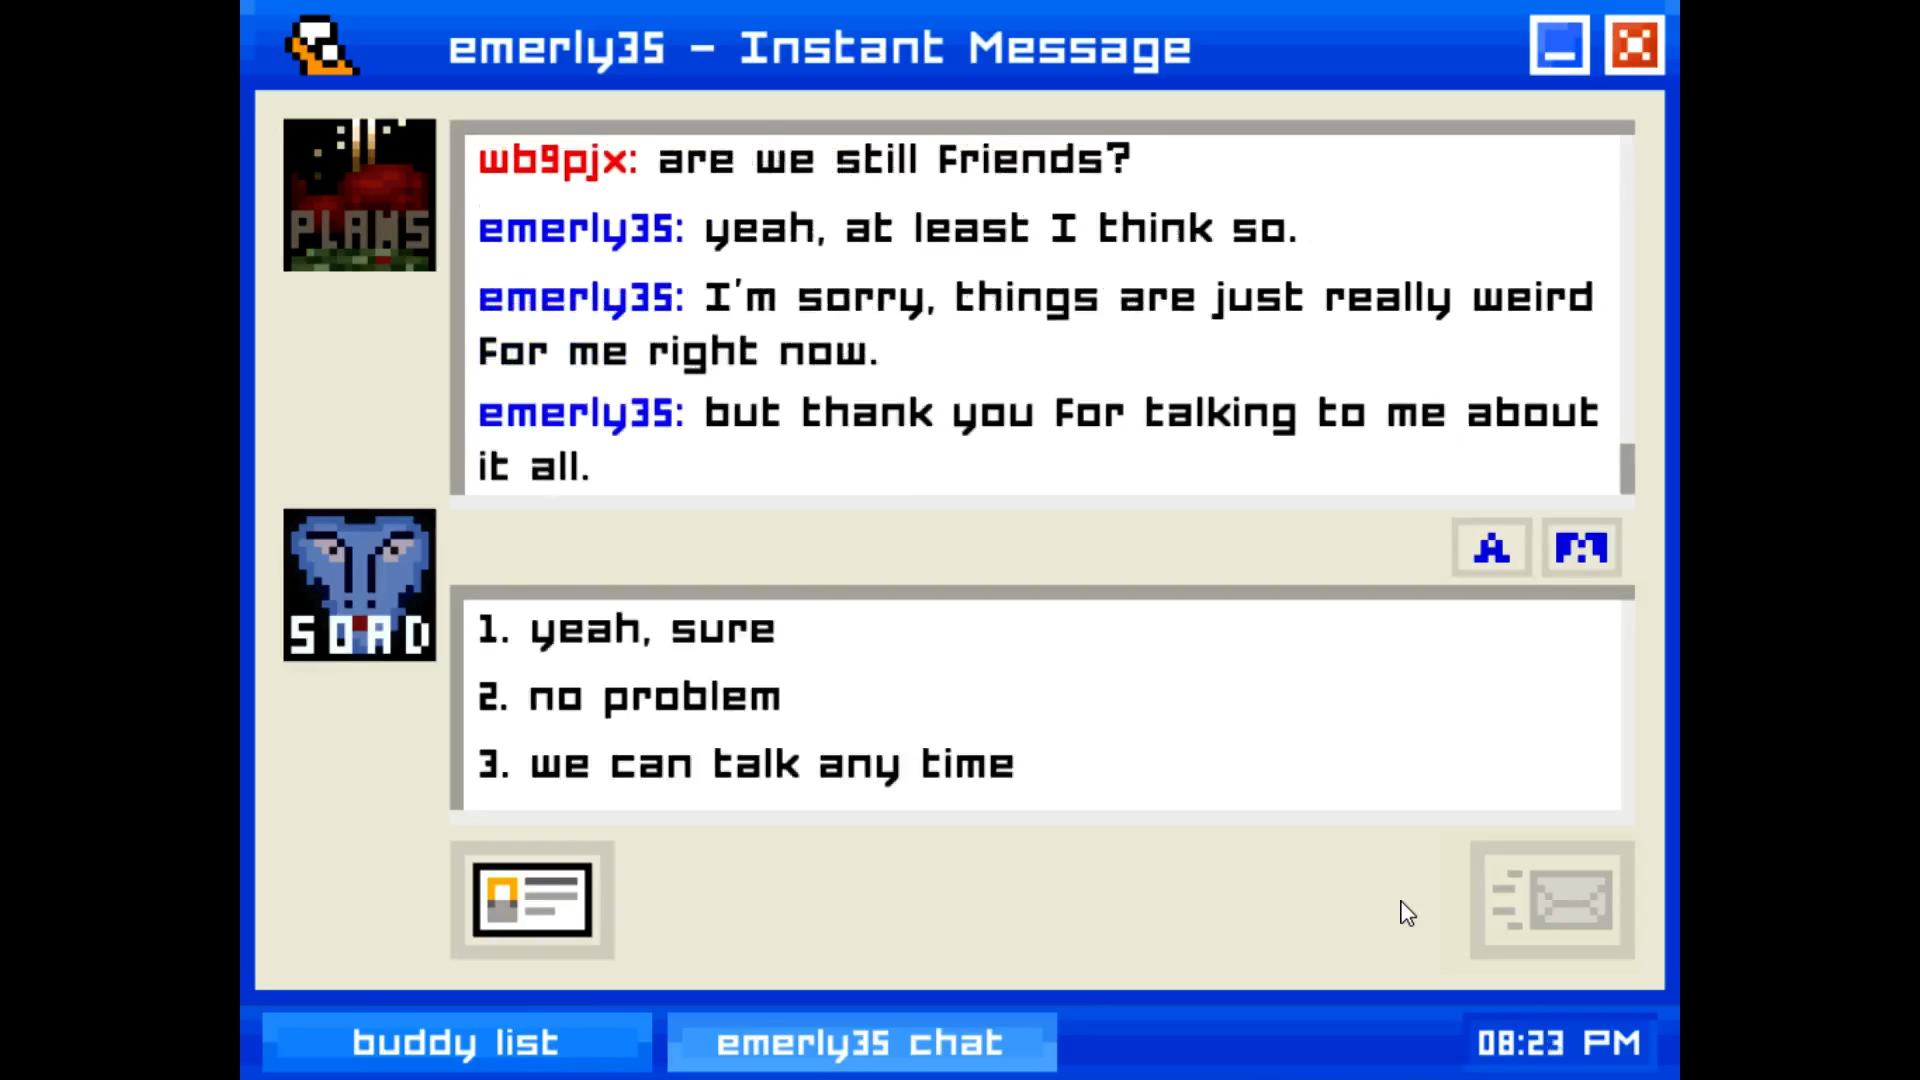 emerly35 - Instant Message
PLANS
wb9pjx: are we still friends?
emerly35: yeah, at least I think so.
emerly35: I'm sorry, things are just really weird
for me right now.
emerly35: but thank you for talking to me about
it all.
A M
SOAD
1. yeah, sure
2. no problem
3. we can talk any time
buddy list
emerly35 chat
08:23 PM